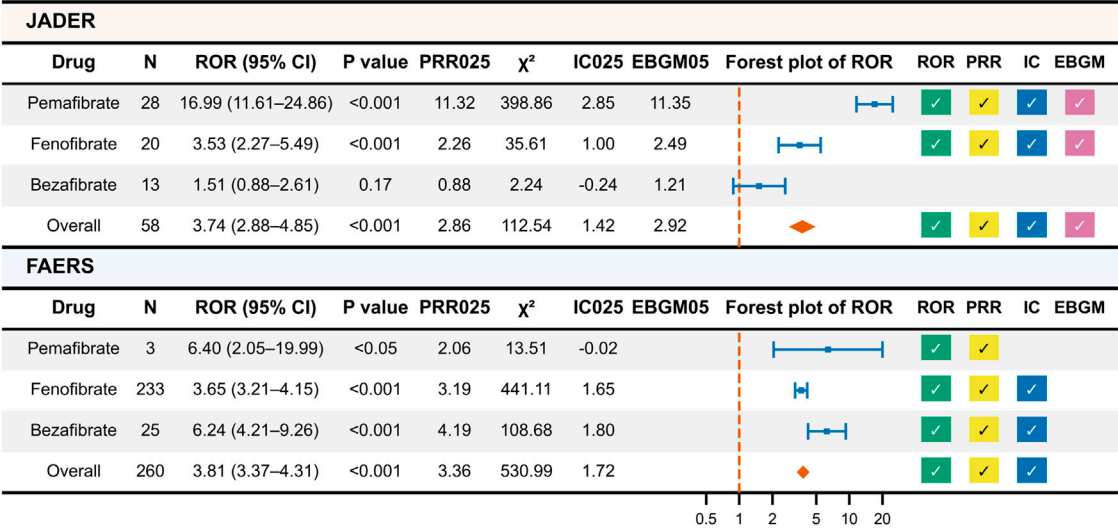 JADER
Drug N ROR (95% CI) P value PRR025 χ² IC025 EBGM05 Forest plot of ROR ROR PRR IC EBGM
Pemafibrate 28 16.99 (11.61–24.86) <0.001 11.32 398.86 2.85 11.35 ✓ ✓ ✓ ✓
Fenofibrate 20 3.53 (2.27–5.49) <0.001 2.26 35.61 1.00 2.49 ✓ ✓ ✓ ✓
Bezafibrate 13 1.51 (0.88–2.61) 0.17 0.88 2.24 -0.24 1.21
Overall 58 3.74 (2.88–4.85) <0.001 2.86 112.54 1.42 2.92 ✓ ✓ ✓ ✓
FAERS
Drug N ROR (95% CI) P value PRR025 χ² IC025 EBGM05 Forest plot of ROR ROR PRR IC EBGM
Pemafibrate 3 6.40 (2.05–19.99) <0.05 2.06 13.51 -0.02 ✓ ✓
Fenofibrate 233 3.65 (3.21–4.15) <0.001 3.19 441.11 1.65 ✓ ✓ ✓
Bezafibrate 25 6.24 (4.21–9.26) <0.001 4.19 108.68 1.80 ✓ ✓ ✓
Overall 260 3.81 (3.37–4.31) <0.001 3.36 530.99 1.72 ✓ ✓ ✓
0.5 1 2 5 10 20